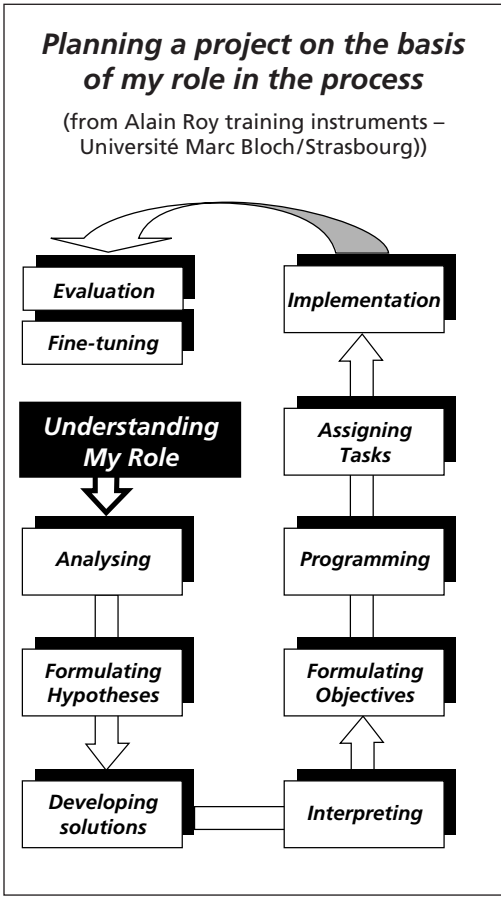 Planning a project on the basis
of my role in the process
(from Alain Roy training instruments –
Université Marc Bloch/Strasbourg))
Evaluation
Fine-tuning
Understanding
My Role
Analysing
Formulating
Hypotheses
Developing
solutions
Interpreting
Formulating
Objectives
Programming
Assigning
Tasks
Implementation